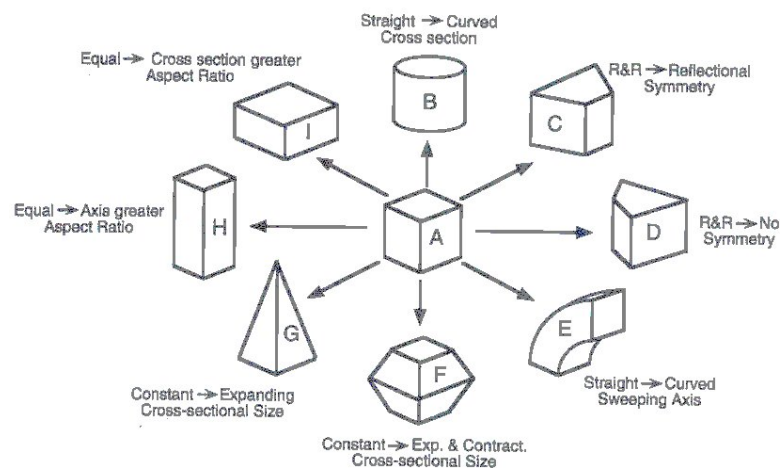 Straight → Curved
Cross section
Equal → Cross section greater
Aspect Ratio
R&R → Reflectional
Symmetry
B
I
C
Equal → Axis greater
Aspect Ratio
H
A
D
R&R → No
Symmetry
G
E
F
Constant → Expanding
Cross-sectional Size
Straight → Curved
Sweeping Axis
Constant → Exp. & Contract.
Cross-sectional Size